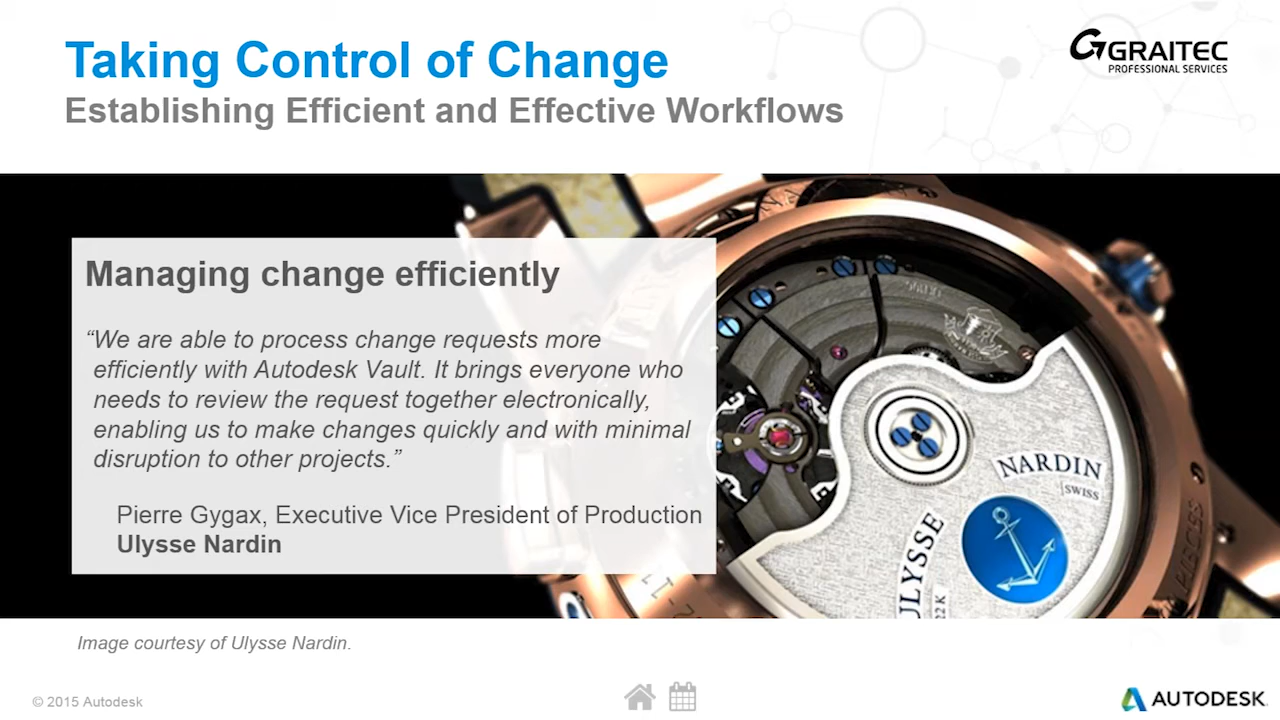 Taking Control of Change
Establishing Efficient and Effective Workflows
GRAITEC
PROFESSIONAL SERVICES
Managing change efficiently
“We are able to process change requests more
efficiently with Autodesk Vault. It brings everyone who
needs to review the request together electronically,
enabling us to make changes quickly and with minimal
disruption to other projects.”
Pierre Gygax, Executive Vice President of Production
Ulysse Nardin
NARDIN
SWISS
ULYSSE
22K
Image courtesy of Ulysse Nardin.
© 2015 Autodesk
AUTODESK